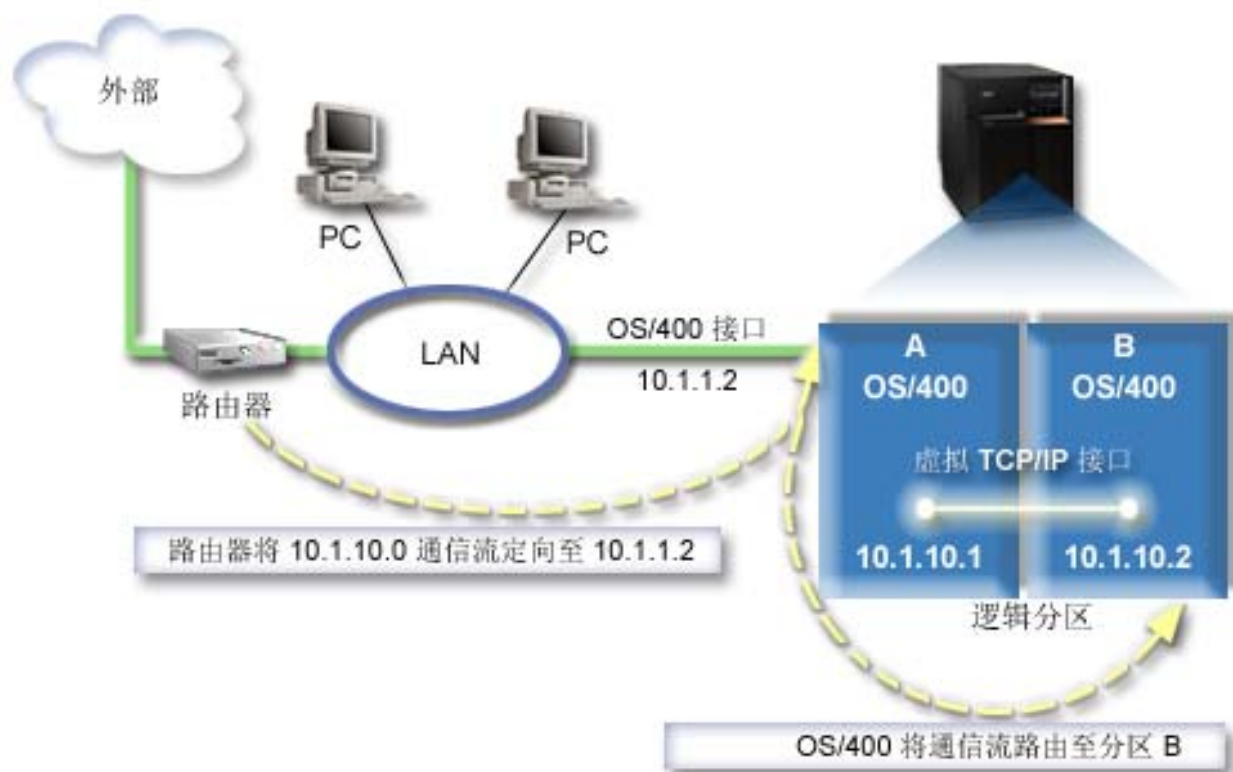 外部
PC
PC
LAN
OS/400 接口
10.1.1.2
路由器
路由器将 10.1.10.0 通信流定向至 10.1.1.2
A
OS/400
B
OS/400
虚拟 TCP/IP 接口
10.1.10.1
10.1.10.2
逻辑分区
OS/400 将通信流路由至分区 B